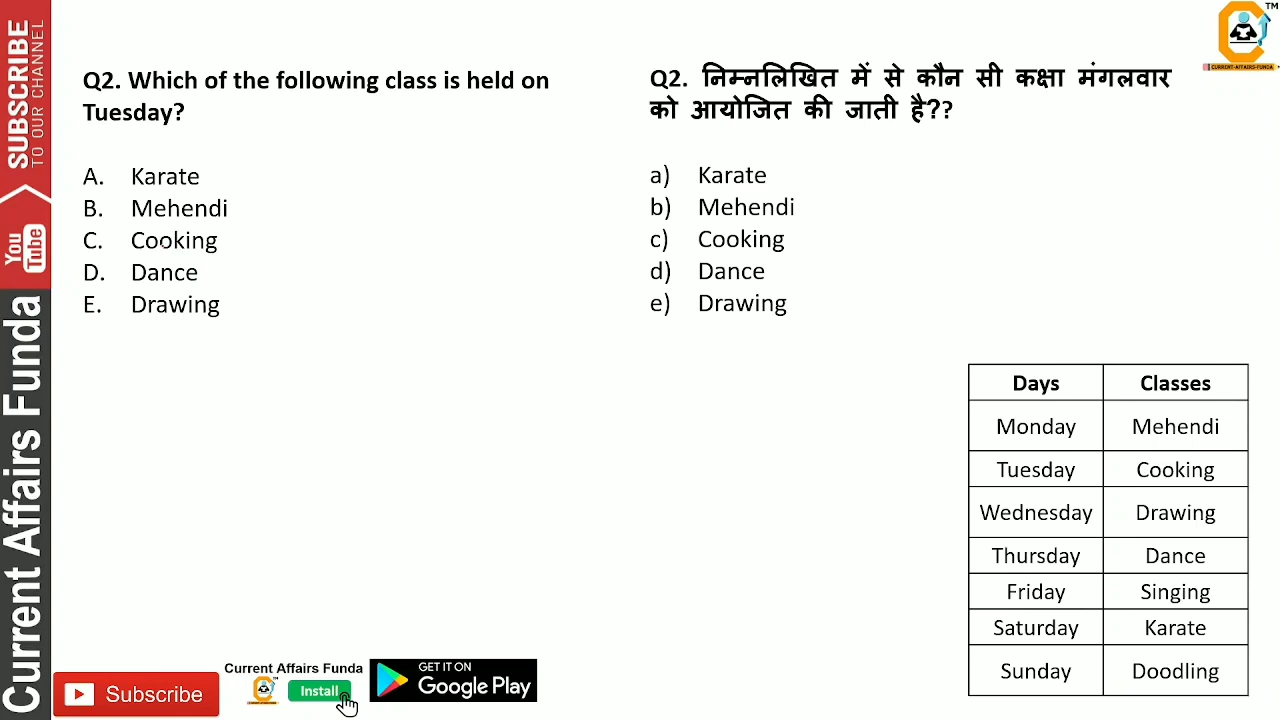 SUBSCRIBE
TO OUR CHANNEL
You
Tube
Current Affairs Funda
TM
CURRENT-AFFAIRS-FUNDA
Q2. Which of the following class is held on
Tuesday?
A. Karate
B. Mehendi
C. Cooking
D. Dance
E. Drawing
Q2. निम्नलिखित में से कौन सी कक्षा मंगलवार
को आयोजित की जाती है??
a) Karate
b) Mehendi
c) Cooking
d) Dance
e) Drawing
Days Classes
Monday Mehendi
Tuesday Cooking
Wednesday Drawing
Thursday Dance
Friday Singing
Saturday Karate
Sunday Doodling
Subscribe
Current Affairs Funda
Install
GET IT ON
Google Play